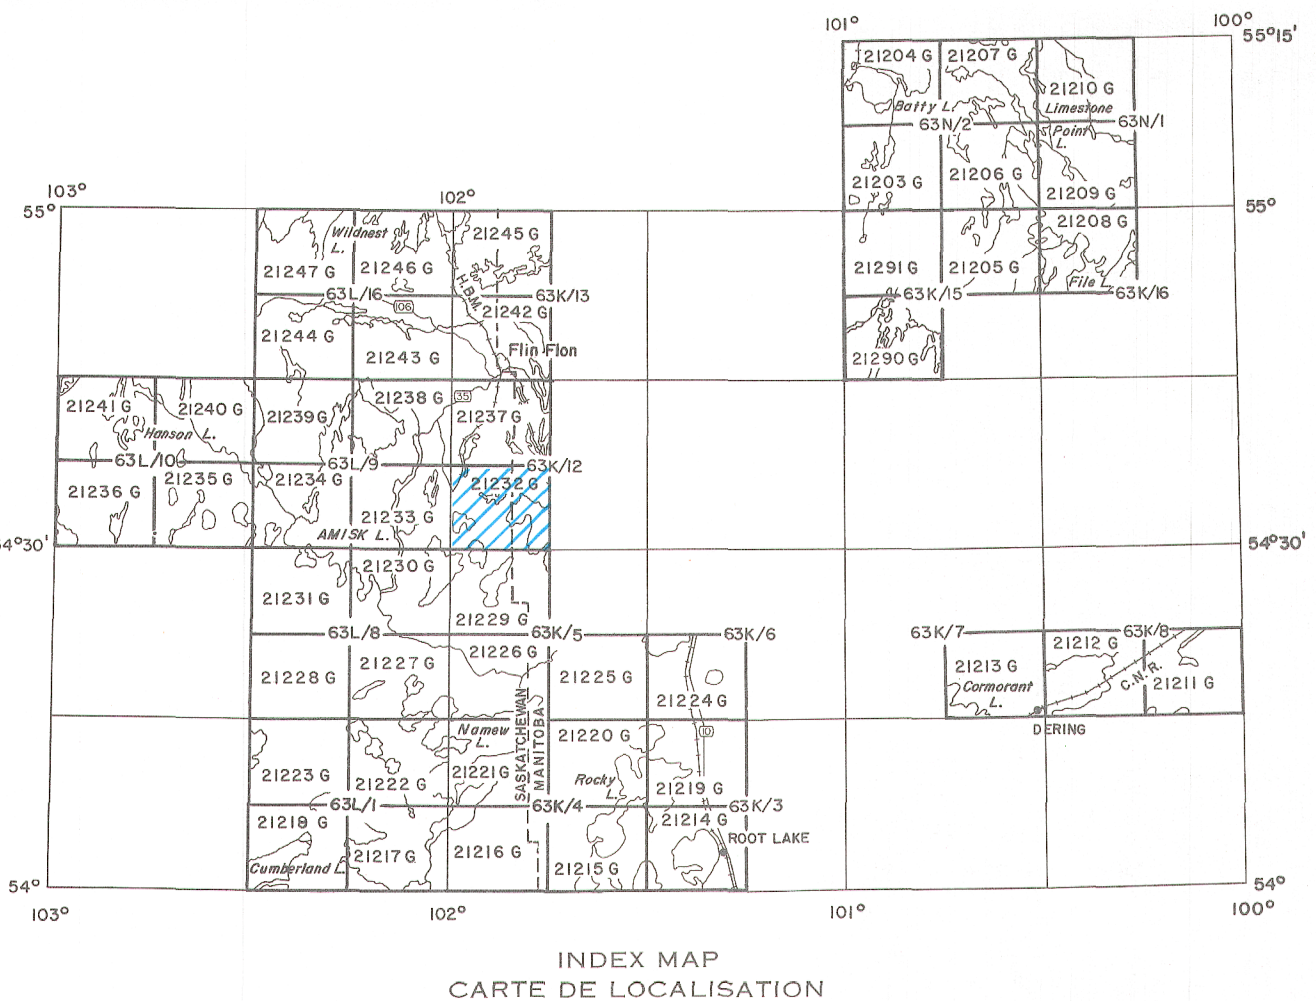 101° 100°
55°15'
21204 G 21207 G
21210 G
Batty L. Limestone
63N/2 63N/1
Point
L.
21206 G
21203 G 21209 G
103° 102°
55° 55°
21208 G
Wildnest
L.
21245 G
21247 G 21246 G
21291 G 21205 G
H.B.M.
File L.
63L/16 63K/13 63K/15 63K/16
106
21242 G
21244 G
21243 G
Flin Flon
21290 G
35
21238 G
21241 G 21240 G 21239 G 21237 G
Hanson L.
63L/10 63L/9 63K/12
21236 G 21235 G 21234 G 21232 G
21233 G
AMISK L.
54°30' 54°30'
21230 G
21231 G
21229 G
63L/8 63K/5 63K/6 63K/7 63K/8
21226 G 21212 G
21228 G 21227 G 21225 G 21213 G
C.N.R.
21211 G
Cormorant
L.
21224 G
SASKATCHEWAN
MANITOBA
Namew
L.
21220 G
10
DERING
21223 G 21222 G 21221 G
Rocky
L.
21219 G
63L/1 63K/4 63K/3
21218 G 21214 G
ROOT LAKE
21217 G 21216 G
Cumberland L. 21215 G
54° 54°
103° 102° 101° 100°
INDEX MAP
CARTE DE LOCALISATION